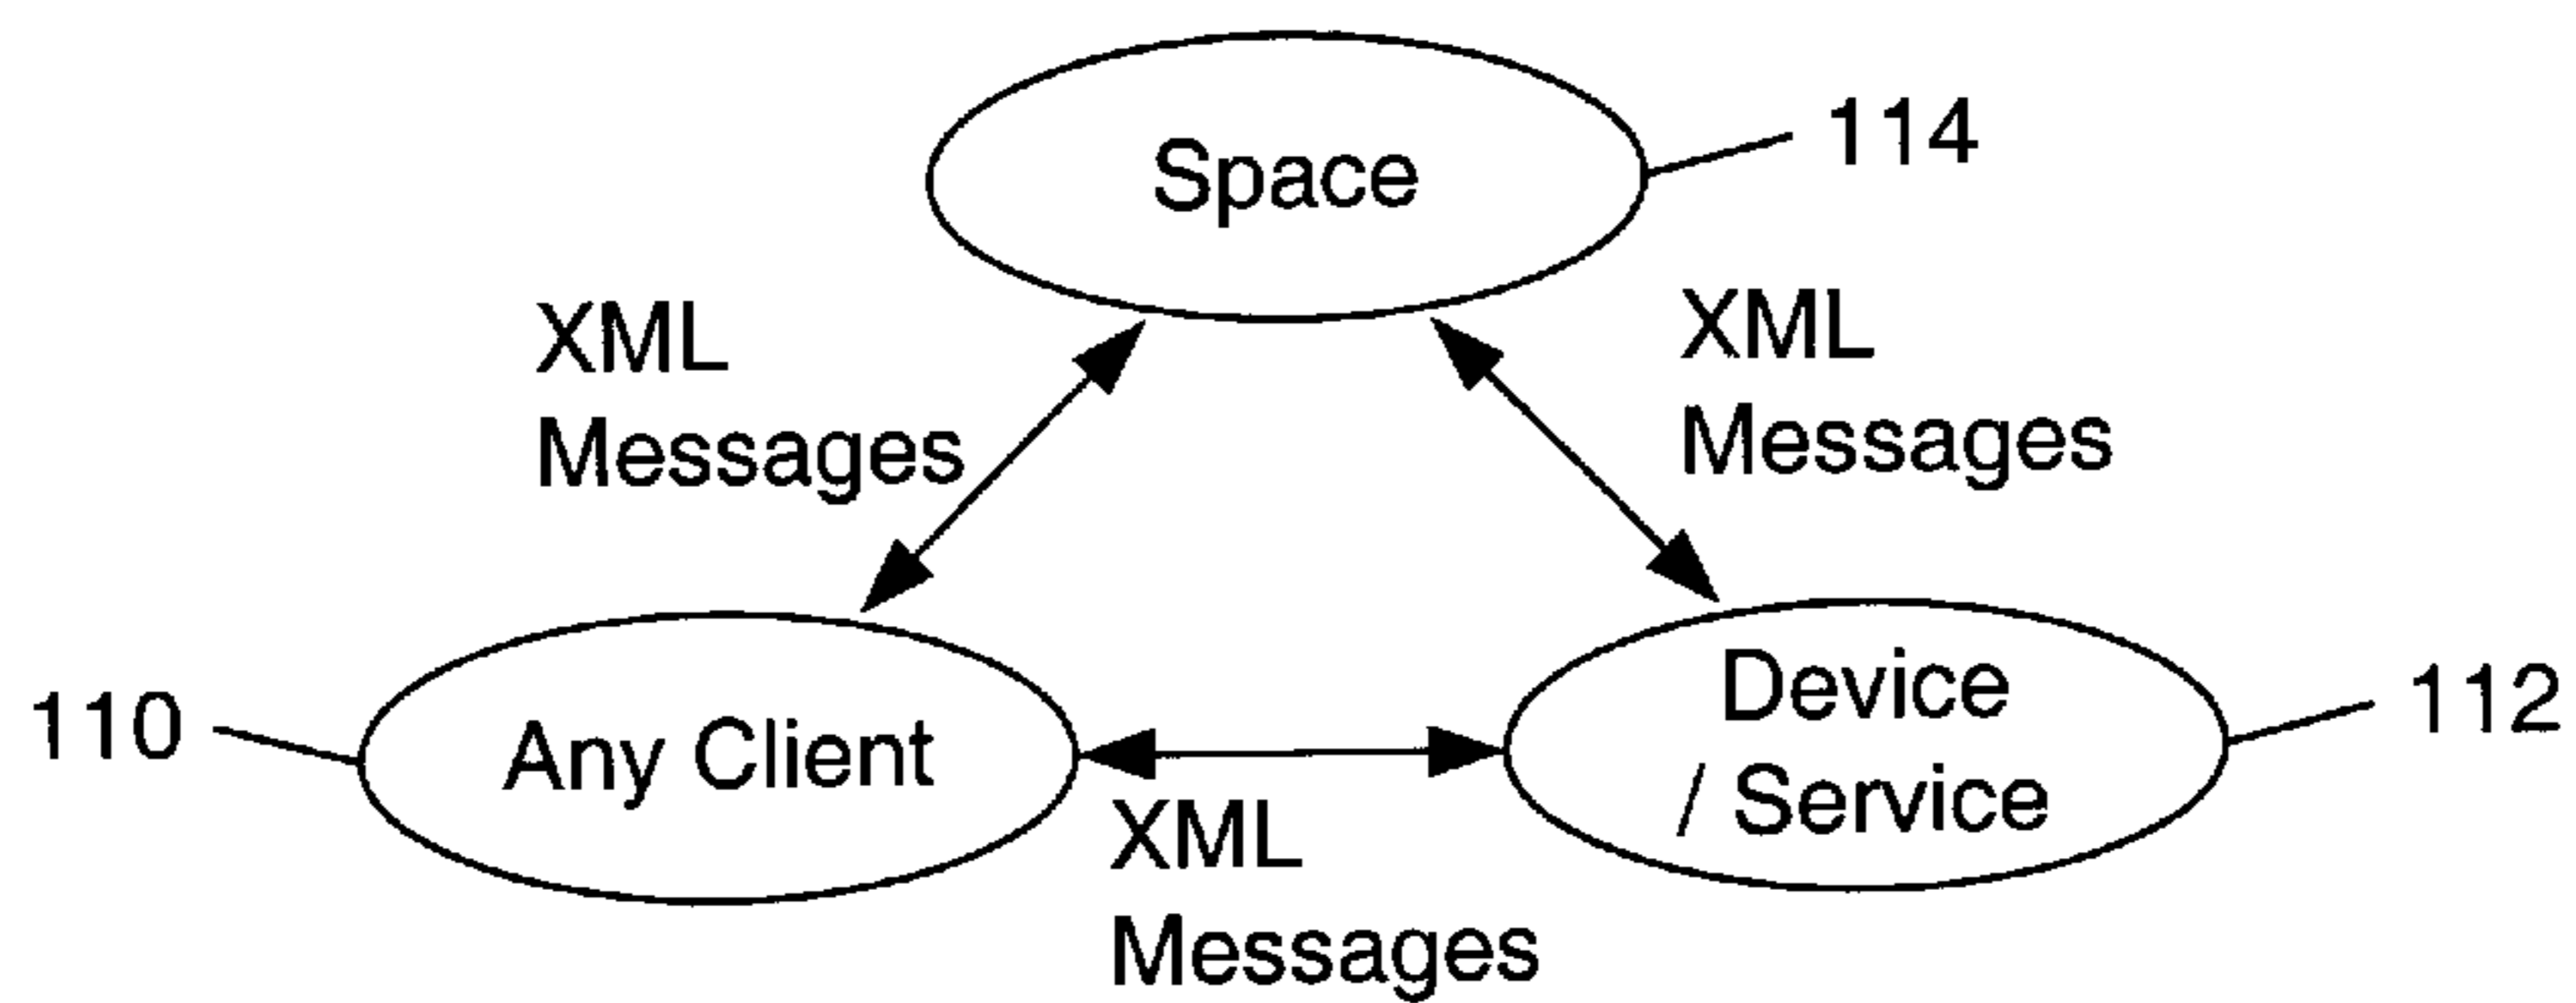 Space
114
XML
Messages
XML
Messages
110
Any Client
Device
/ Service
112
XML
Messages